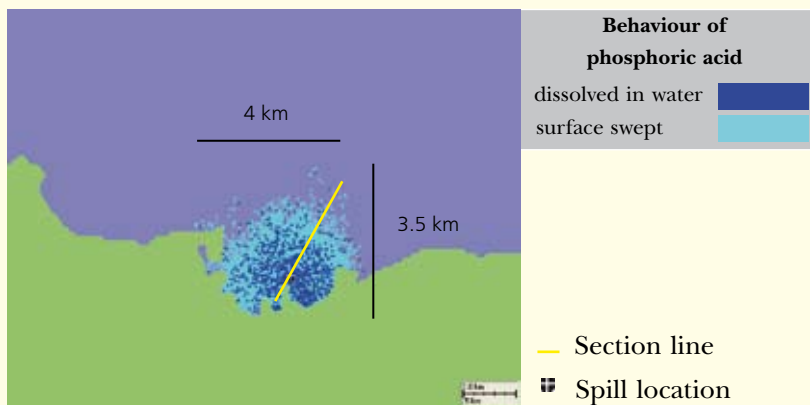 Behaviour of
phosphoric acid
dissolved in water
surface swept
4 km
3.5 km
Section line
Spill location